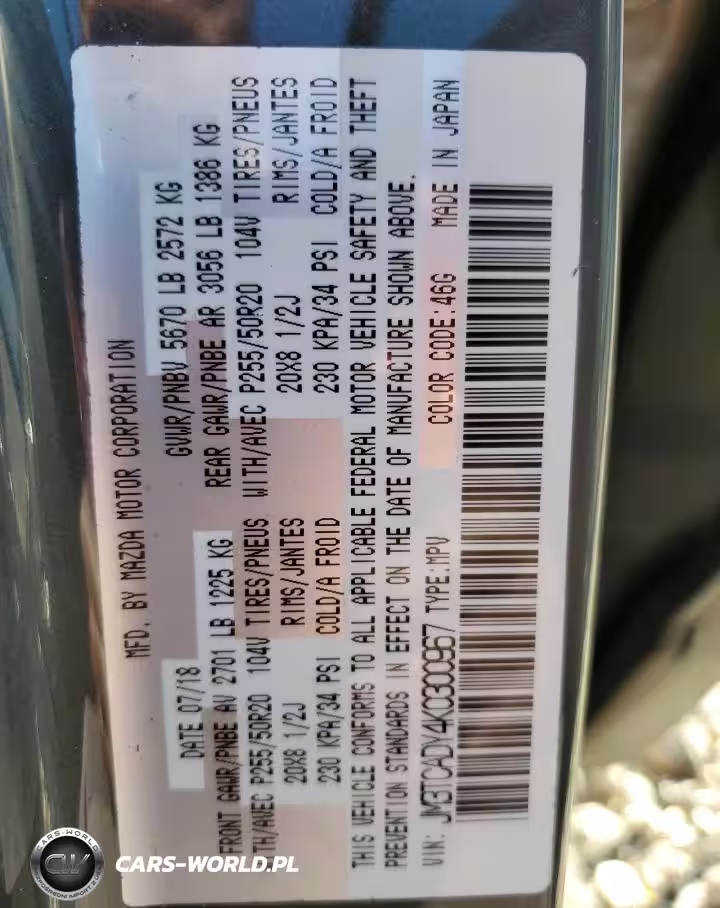 MFD. BY MAZDA MOTOR CORPORATION
DATE 07/18 GVWR/PNBV 5670 LB 2572 KG
FRONT GAWR/PNBE AV 2701 LB 1225 KG REAR GAWR/PNBE AR 3056 LB 1386 KG
TH/AVEC P255/50R20 104V TIRES/PNEUS WITH/AVEC P255/50R20 104V TIRES/PNEUS
20X8 1/2J RIMS/JANTES 20X8 1/2J RIMS/JANTES
230 KPA/34 PSI COLD/A FROID 230 KPA/34 PSI COLD/A FROID
THIS VEHICLE CONFORMS TO ALL APPLICABLE FEDERAL MOTOR VEHICLE SAFETY AND THEFT
PREVENTION STANDARDS IN EFFECT ON THE DATE OF MANUFACTURE SHOWN ABOVE.
VIN: JM3TCADY4K0300967 TYPE:MPV COLOR CODE:46G MADE IN JAPAN
CARS-WORLD
CW
CARS-WORLD.PL